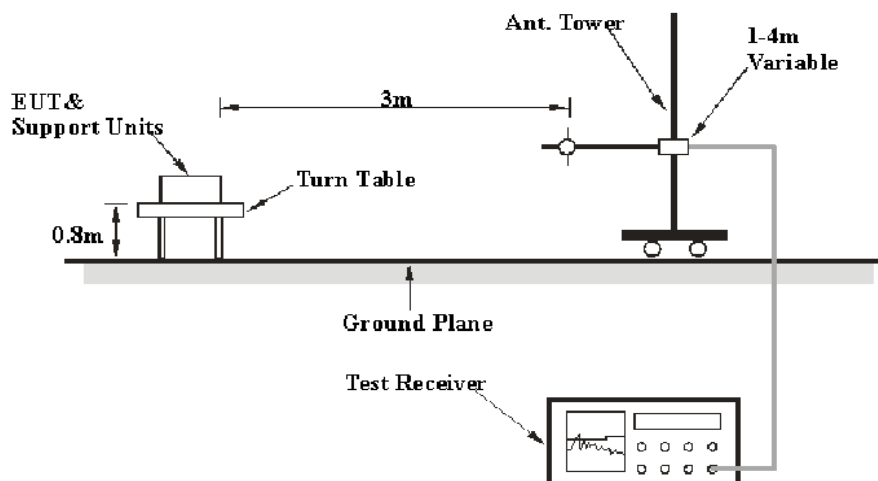 Ant. Tower
1-4m
Variable
3m
EUT &
Support Units
Turn Table
0.8m
Ground Plane
Test Receiver